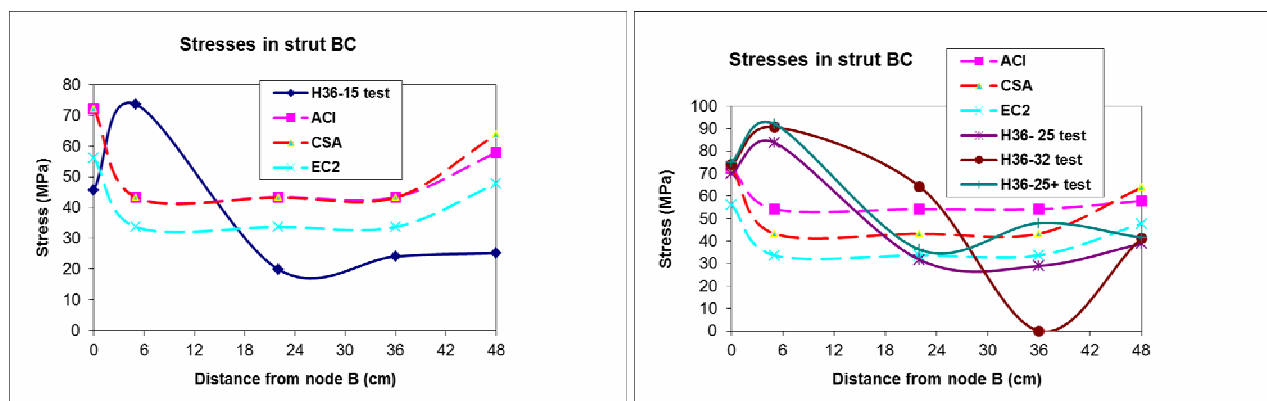 Stresses in strut BC
H36-15 test
ACI
CSA
EC2
80
70
60
50
40
30
20
10
0
Stress (MPa)
0 6 12 18 24 30 36 42 48
Distance from node B (cm)
Stresses in strut BC
ACI
CSA
EC2
H36- 25 test
H36-32 test
H36-25+ test
100
90
80
70
60
50
40
30
20
10
0
Stress (MPa)
0 6 12 18 24 30 36 42 48
Distance from node B (cm)